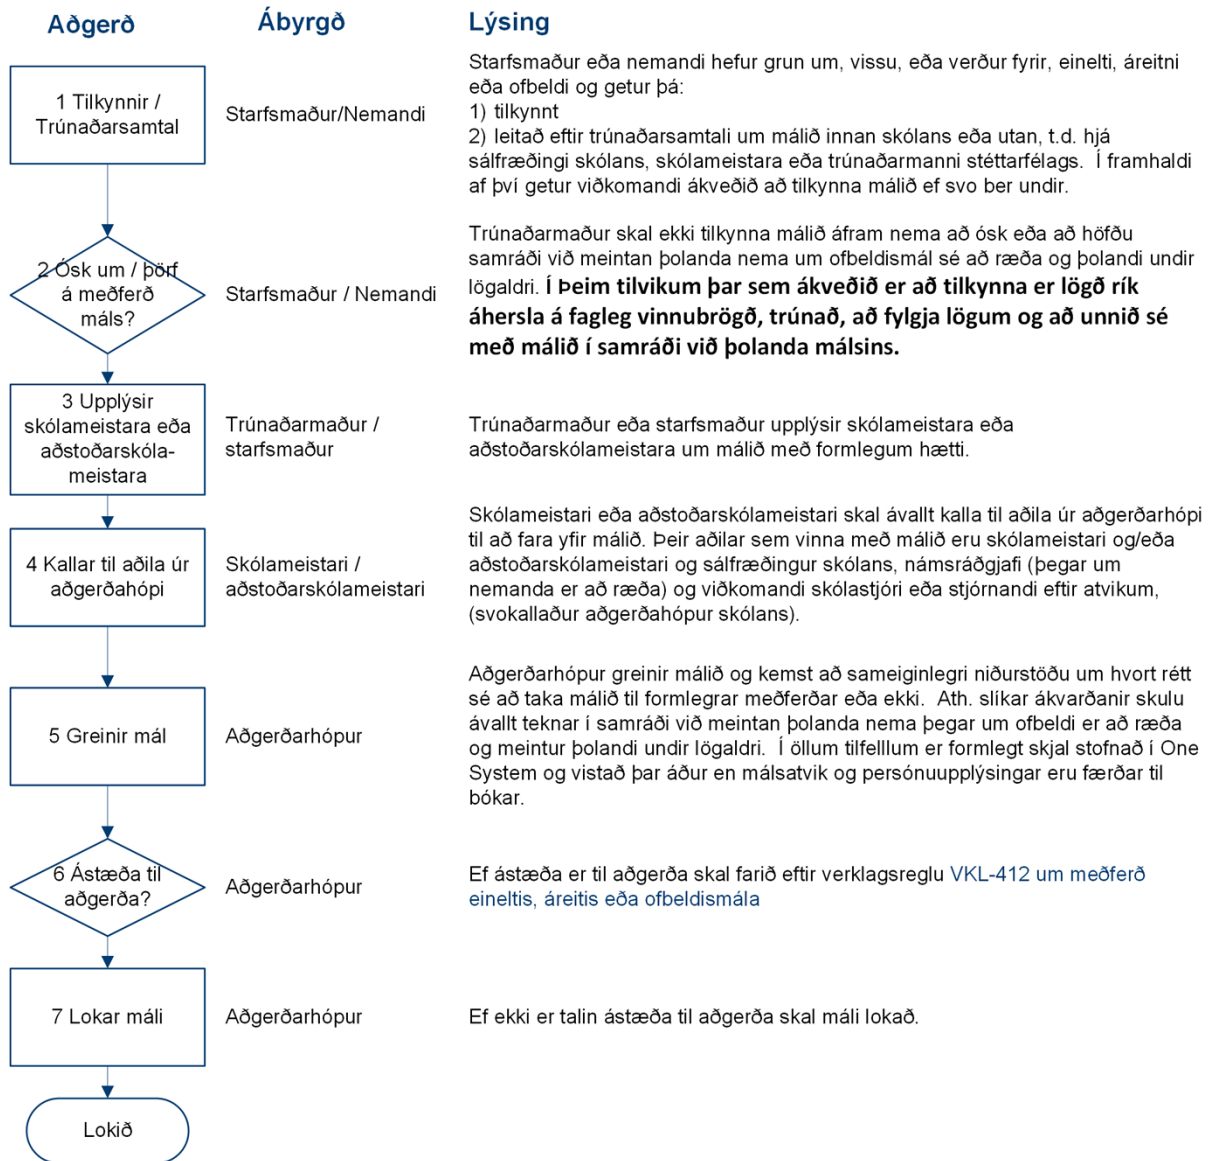 Aðgerð
Ábyrgð
Lýsing
1 Tilkynnir /
Trúnaðarsamtal
Starfsmaður/Nemandi
Starfsmaður eða nemandi hefur grun um, vissu, eða verður fyrir, einelti, áreitni
eða ofbeldi og getur þá:
1) tilkynnt
2) leitað eftir trúnaðarsamtali um málið innan skólans eða utan, t.d. hjá
sálfræðingi skólans, skólameistara eða trúnaðarmanni stéttarfélags. Í framhaldi
af því getur viðkomandi ákveðið að tilkynna málið ef svo ber undir.
2 Ósk um / þörf
á meðferð
máls?
Starfsmaður / Nemandi
Trúnaðarmaður skal ekki tilkynna málið áfram nema að ósk eða að höfðu
samráði við meintan þolanda nema um ofbeldismál sé að ræða og þolandi undir
lögaldri. Í Þeim tilvikum þar sem ákveðið er að tilkynna er lögð rík
áhersla á fagleg vinnubrögð, trúnað, að fylgja lögum og að unnið sé
með málið í samráði við þolanda málsins.
3 Upplýsir
skólameistara eða
aðstoðarskóla-
meistara
Trúnaðarmaður /
starfsmaður
Trúnaðarmaður eða starfsmaður upplýsir skólameistara eða
aðstoðarskólameistara um málið með formlegum hætti.
4 Kallar til aðila úr
aðgerðahópi
Skólameistari /
aðstoðarskólameistari
Skólameistari eða aðstoðarskólameistari skal ávallt kalla til aðila úr aðgerðarhópi
til að fara yfir málið. Þeir aðilar sem vinna með málið eru skólameistari og/eða
aðstoðarskólameistari og sálfræðingur skólans, námsráðgjafi (þegar um
nemanda er að ræða) og viðkomandi skólastjóri eða stjórnandi eftir atvikum,
(svokallaður aðgerðahópur skólans).
5 Greinir mál
Aðgerðarhópur
Aðgerðarhópur greinir málið og kemst að sameiginlegri niðurstöðu um hvort rétt
sé að taka málið til formlegrar meðferðar eða ekki. Ath. slíkar ákvarðanir skulu
ávallt teknar í samráði við meintan þolanda nema þegar um ofbeldi er að ræða
og meintur þolandi undir lögaldri. Í öllum tilfelllum er formlegt skjal stofnað í One
System og vistað þar áður en málsatvik og persónuupplýsingar eru færðar til
bókar.
6 Ástæða til
aðgerða?
Aðgerðarhópur
Ef ástæða er til aðgerða skal farið eftir verklagsreglu VKL-412 um meðferð
eineltis, áreitis eða ofbeldismála
7 Lokar máli
Aðgerðarhópur
Ef ekki er talin ástæða til aðgerða skal máli lokað.
Lokið